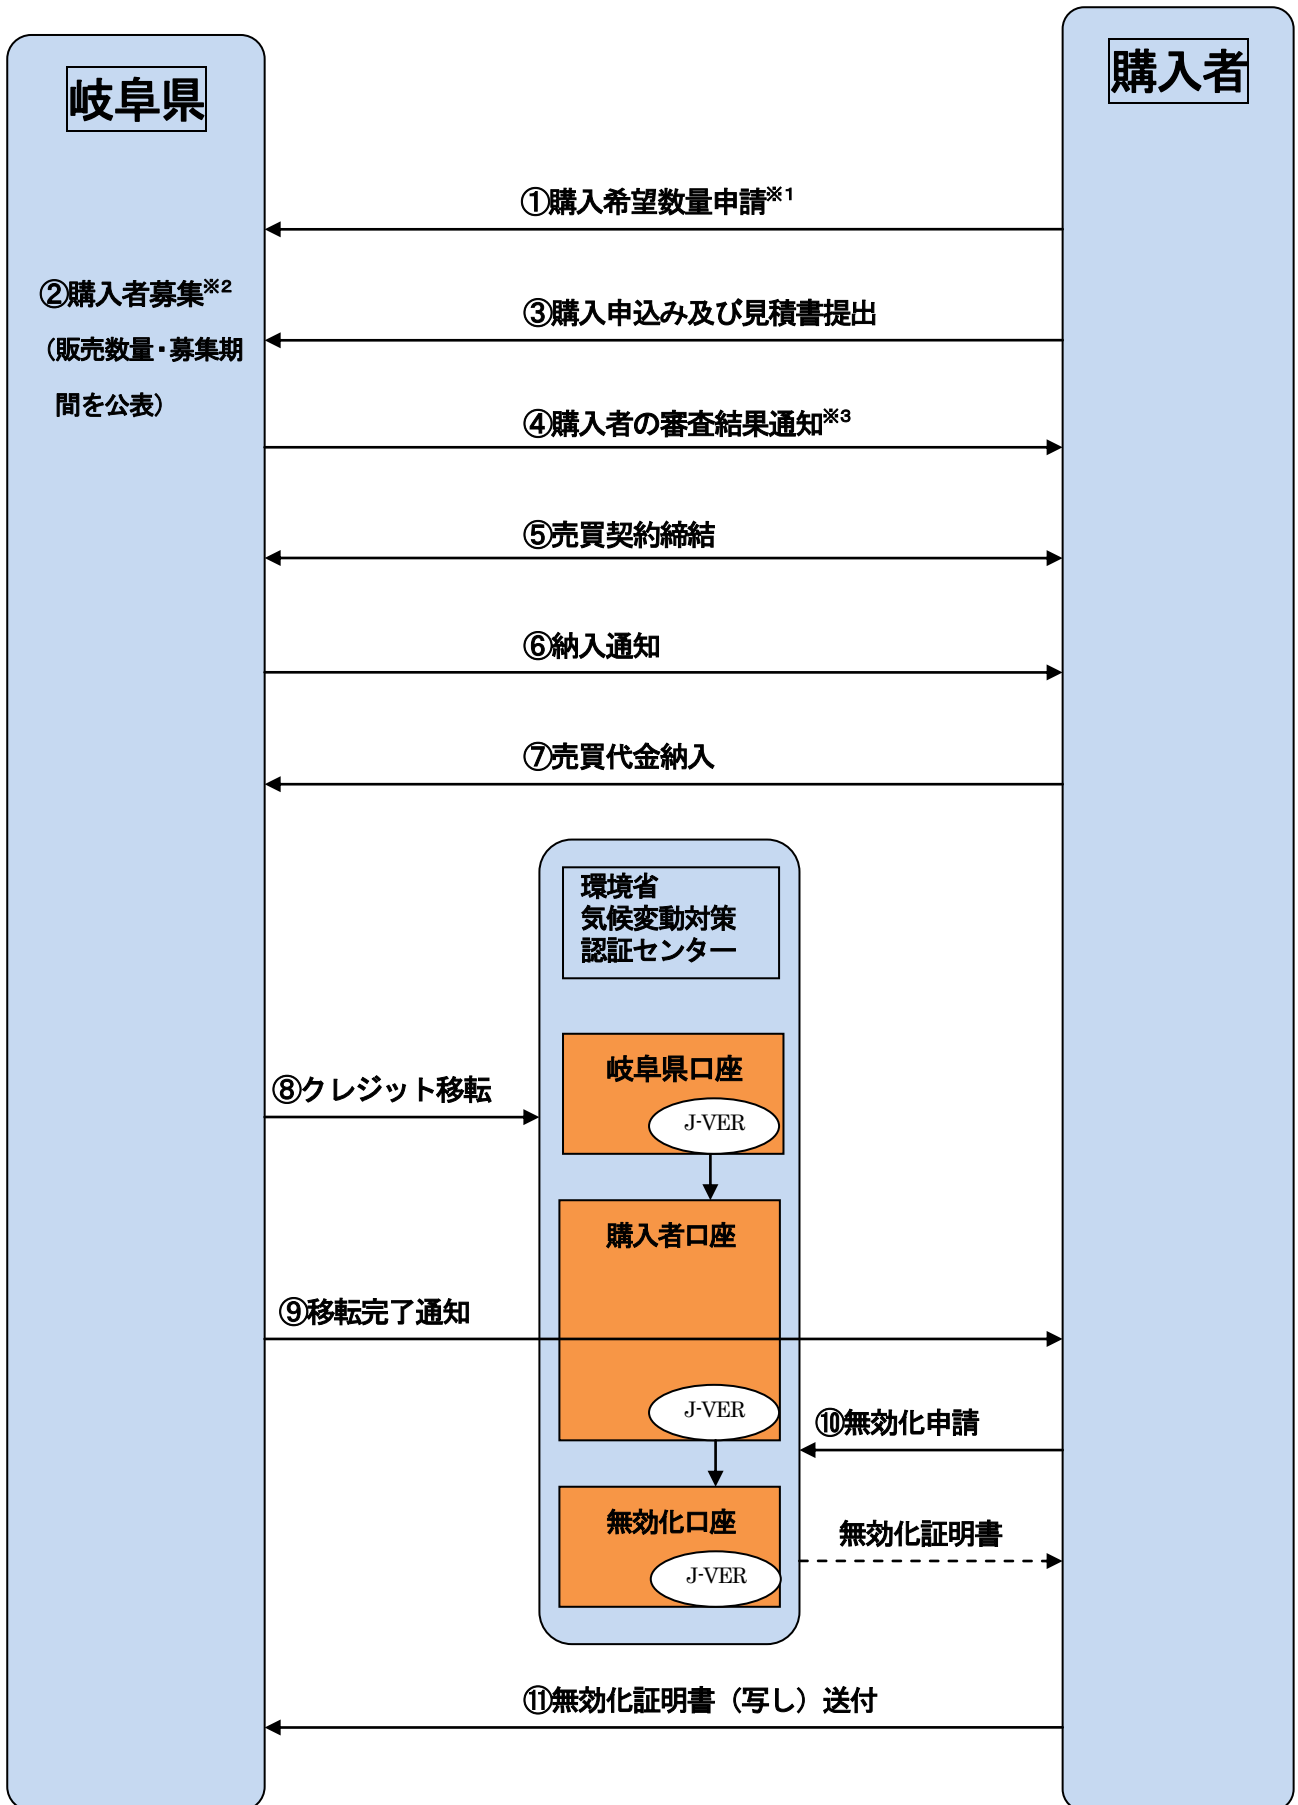 岐阜県
購入者
①購入希望数量申請※1
②購入者募集※2
（販売数量・募集期
間を公表）
③購入申込み及び見積書提出
④購入者の審査結果通知※3
⑤売買契約締結
⑥納入通知
⑦売買代金納入
環境省
気候変動対策
認証センター
岐阜県口座
J-VER
⑧クレジット移転
購入者口座
⑨移転完了通知
J-VER
⑩無効化申請
無効化口座
J-VER
無効化証明書
⑪無効化証明書（写し）送付